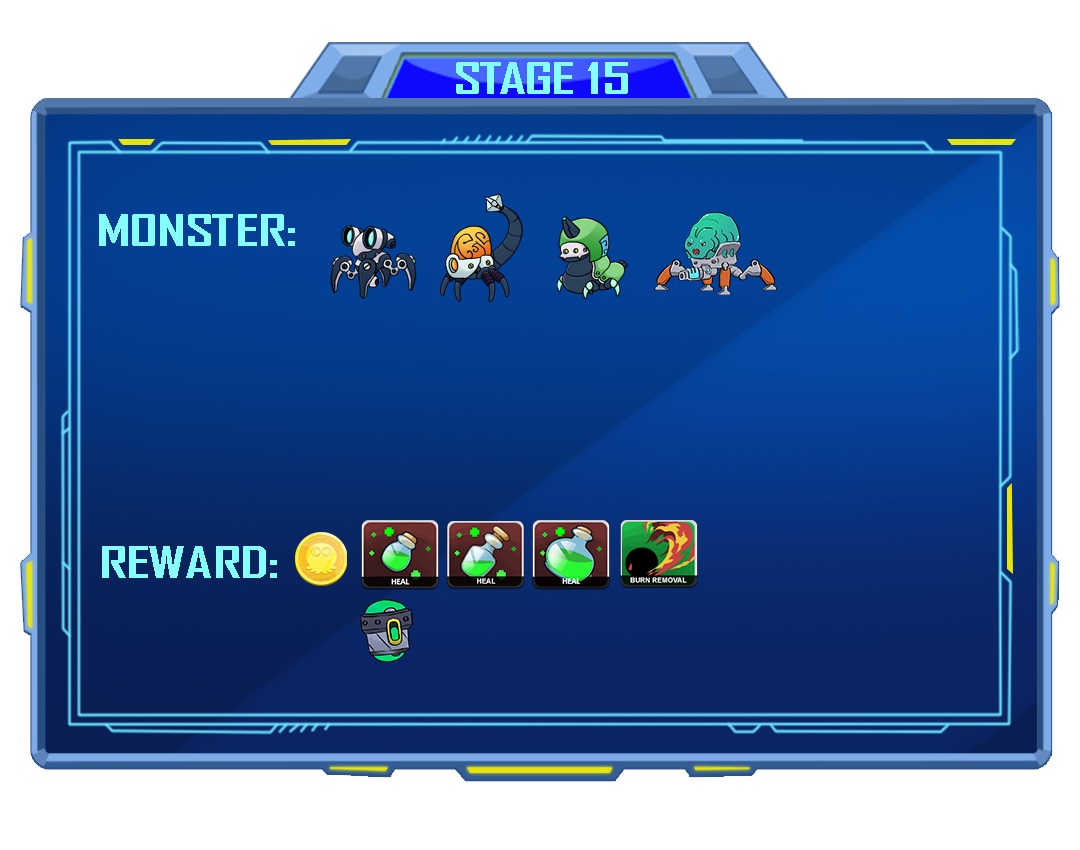 STAGE 15
MONSTER:
REWARD:
HEAL
HEAL
HEAL
BURN REMOVAL